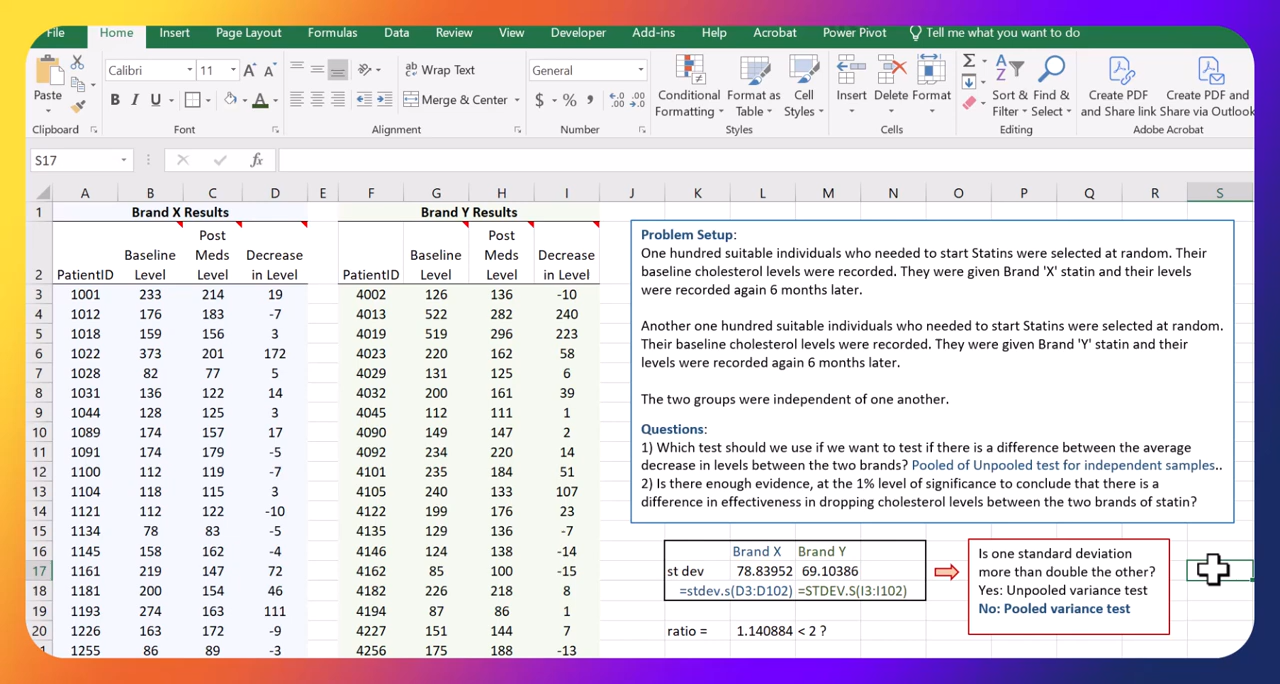 File Home Insert Page Layout Formulas Data Review View Developer Add-ins Help Acrobat Power Pivot Tell me what you want to do
Paste
Clipboard
Calibri 11
B I U
Font
Wrap Text
Merge & Center
Alignment
General
$ % ,
Number
Conditional Formatting
Format as Table
Cell Styles
Styles
Insert Delete Format
Cells
Sort & Filter
Find & Select
Editing
Create PDF and Share link
Create PDF and Share via Outlook
Adobe Acrobat
S17 fx
A B C D E F G H I J K L M N O P Q R S
1 Brand X Results Brand Y Results
2 PatientID Baseline Level Post Meds Level Decrease in Level PatientID Baseline Level Post Meds Level Decrease in Level
3 1001 233 214 19 4002 126 136 -10
4 1012 176 183 -7 4013 522 282 240
5 1018 159 156 3 4019 519 296 223
6 1022 373 201 172 4023 220 162 58
7 1028 82 77 5 4029 131 125 6
8 1031 136 122 14 4032 200 161 39
9 1044 128 125 3 4045 112 111 1
10 1089 174 157 17 4090 149 147 2
11 1091 174 179 -5 4092 234 220 14
12 1100 112 119 -7 4101 235 184 51
13 1104 118 115 3 4105 240 133 107
14 1121 112 122 -10 4122 199 176 23
15 1134 78 83 -5 4135 129 136 -7
16 1145 158 162 -4 4146 124 138 -14
17 1161 219 147 72 4162 85 100 -15
18 1181 200 154 46 4182 226 218 8
19 1193 274 163 111 4194 87 86 1
20 1226 163 172 -9 4227 151 144 7
1255 86 89 -3 4256 175 188 -13
Problem Setup:
One hundred suitable individuals who needed to start Statins were selected at random. Their
baseline cholesterol levels were recorded. They were given Brand 'X' statin and their levels
were recorded again 6 months later.
Another one hundred suitable individuals who needed to start Statins were selected at random.
Their baseline cholesterol levels were recorded. They were given Brand 'Y' statin and their
levels were recorded again 6 months later.
The two groups were independent of one another.
Questions:
1) Which test should we use if we want to test if there is a difference between the average
decrease in levels between the two brands? Pooled of Unpooled test for independent samples..
2) Is there enough evidence, at the 1% level of significance to conclude that there is a
difference in effectiveness in dropping cholesterol levels between the two brands of statin?
Brand X Brand Y
st dev 78.83952 69.10386
=stdev.s(D3:D102) =STDEV.S(I3:I102)
ratio = 1.140884 < 2 ?
Is one standard deviation
more than double the other?
Yes: Unpooled variance test
No: Pooled variance test